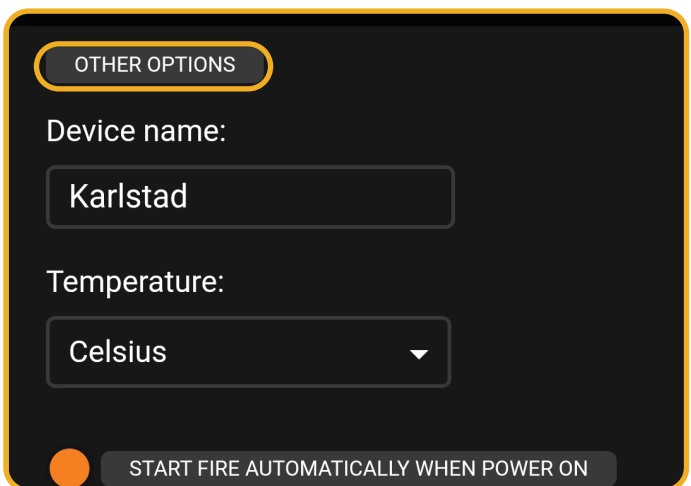 OTHER OPTIONS
Device name:
Karlstad
Temperature:
Celsius
START FIRE AUTOMATICALLY WHEN POWER ON